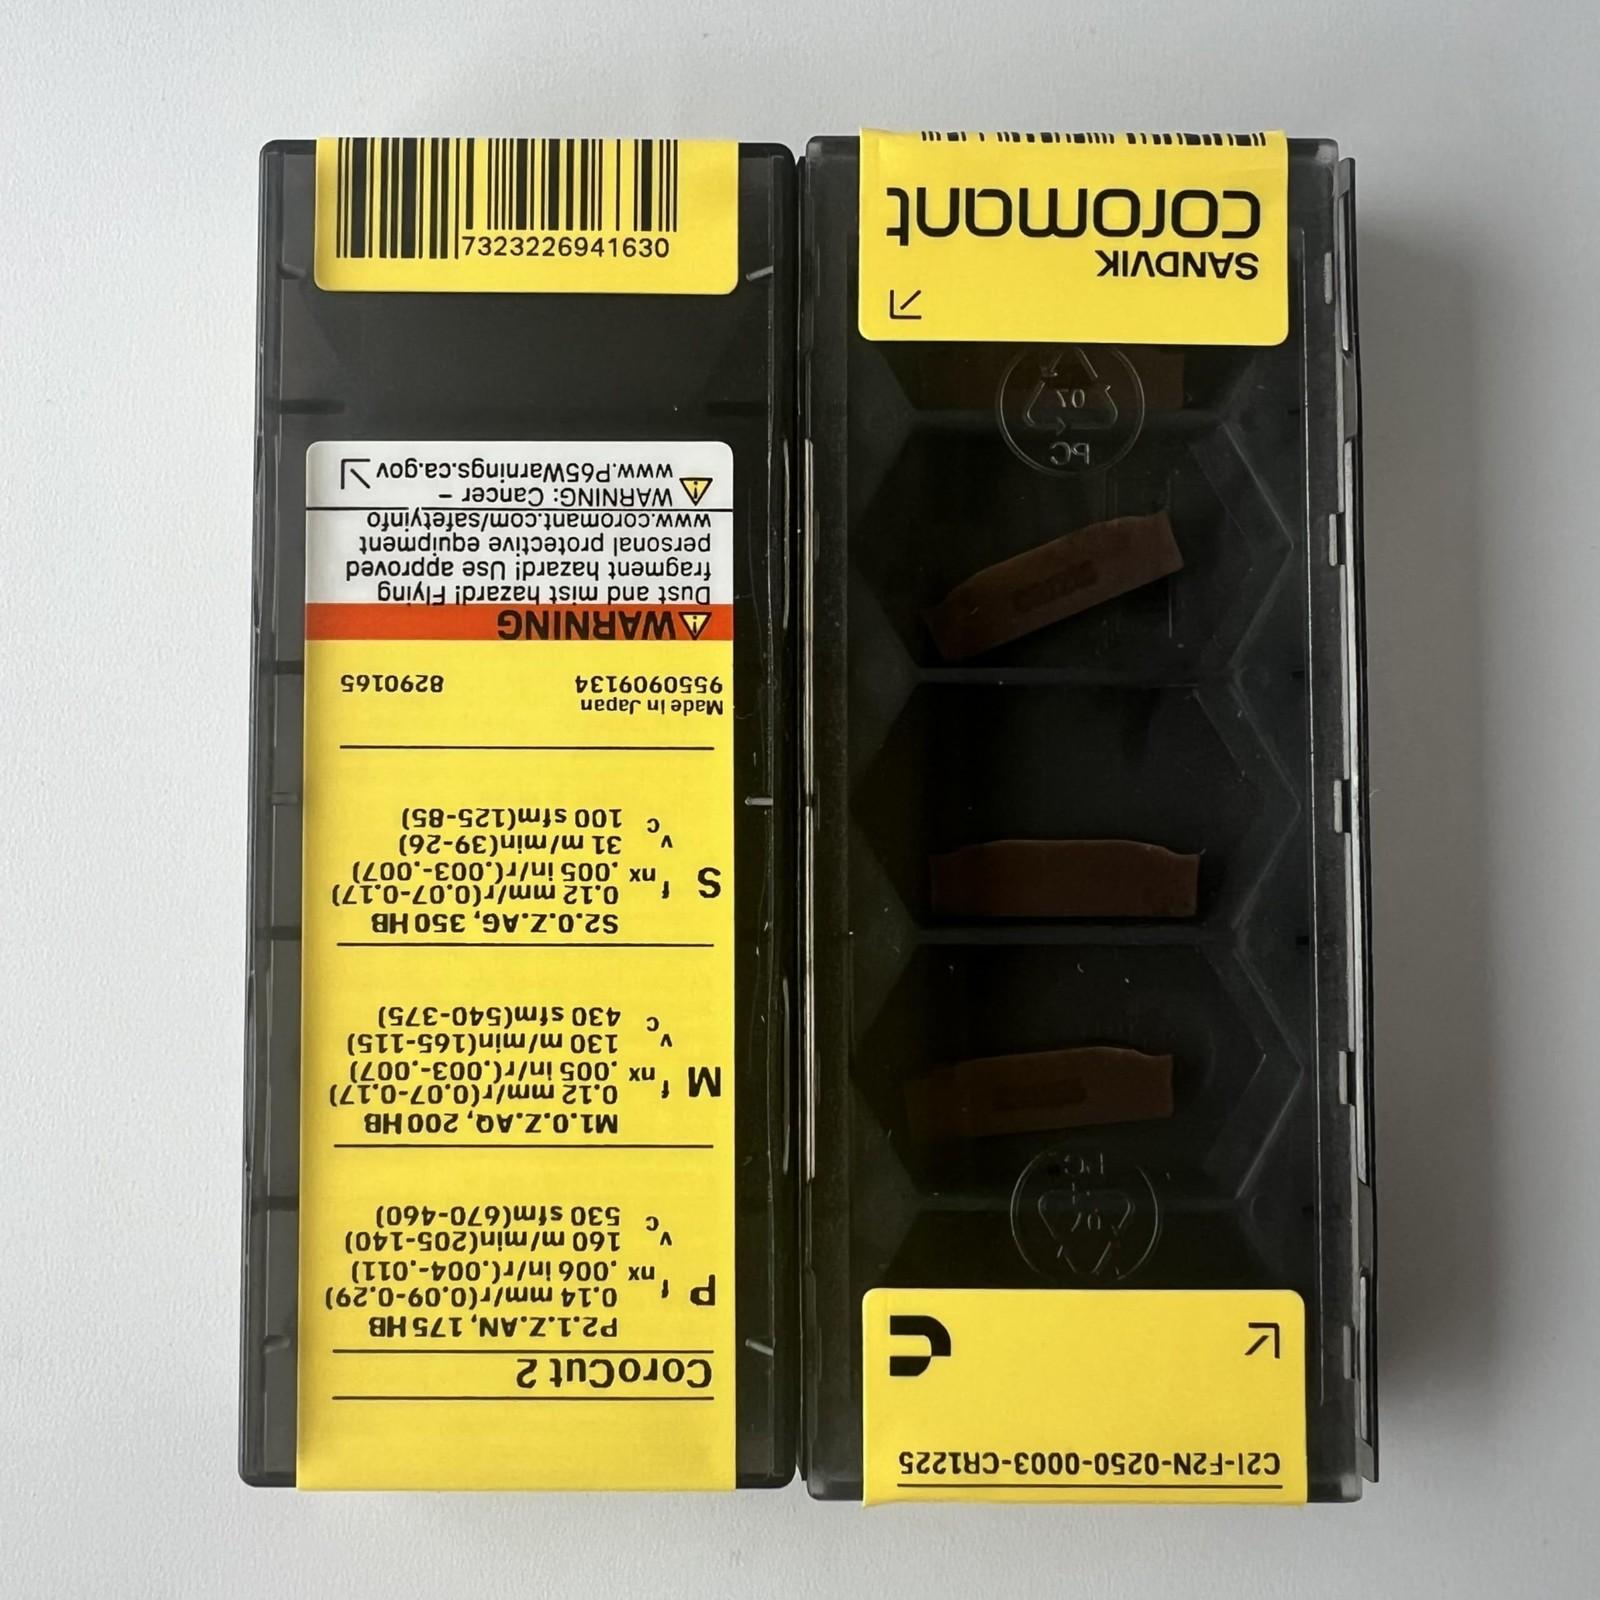 7323226941630
CoroCut 2
P2.1.Z.AN, 175 HB
P f nx 0.14 mm/r(0.09-0.29)
.006 in/r(.004-.011)
v c 160 m/min(205-140)
530 sfm(670-460)
M1.0.Z.AQ, 200 HB
M f nx 0.12 mm/r(0.07-0.17)
.005 in/r(.003-.007)
v c 130 m/min(165-115)
430 sfm(540-375)
S2.0.Z.AG, 350 HB
S f nx 0.12 mm/r(0.07-0.17)
.005 in/r(.003-.007)
v c 31 m/min(39-26)
100 sfm(125-85)
Made in Japan
9550909134 8290165
WARNING
Dust and mist hazard! Flying
fragment hazard! Use approved
personal protective equipment
www.coromant.com/safetyinfo
WARNING: Cancer –
www.P65Warnings.ca.gov
C2I-F2N-0250-0003-CR1225
07
PC
SANDVIK
coromant
07
PC